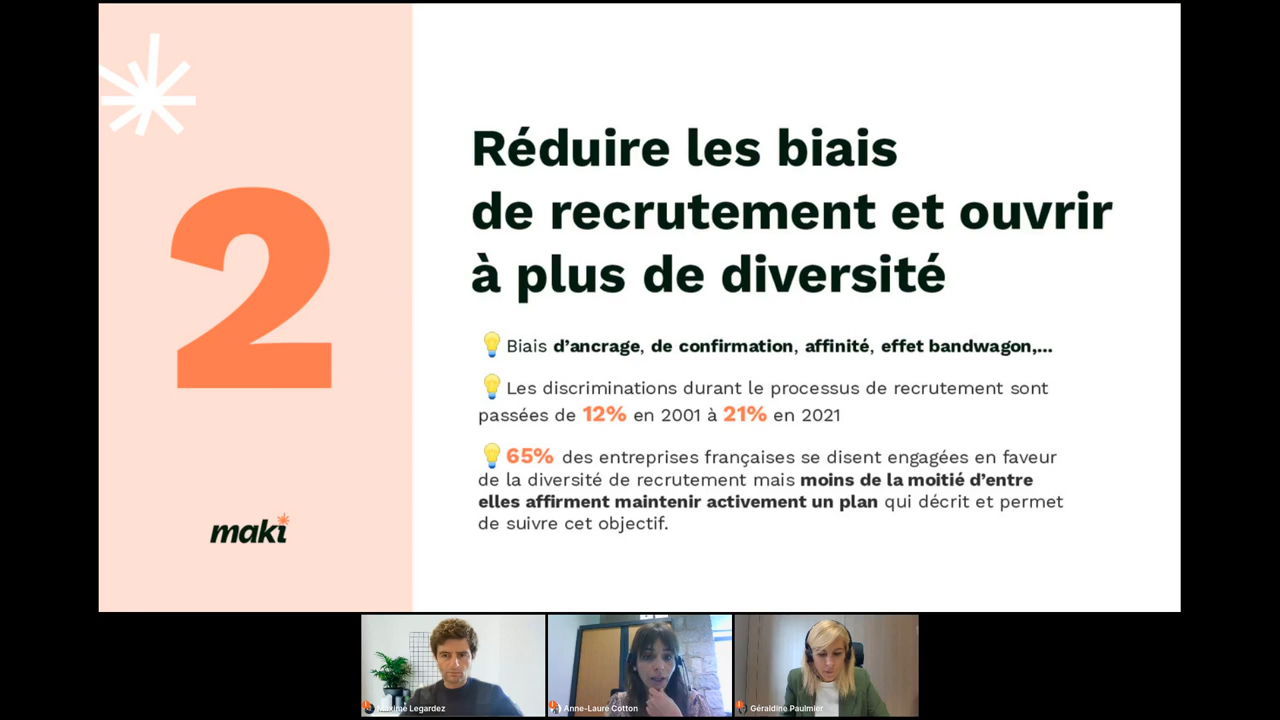 2
Réduire les biais
de recrutement et ouvrir
à plus de diversité
Biais d’ancrage, de confirmation, affinité, effet bandwagon,...
Les discriminations durant le processus de recrutement sont
passées de 12% en 2001 à 21% en 2021
65% des entreprises françaises se disent engagées en faveur
de la diversité de recrutement mais moins de la moitié d’entre
elles affirment maintenir activement un plan qui décrit et permet
de suivre cet objectif.
maki
Maxime Legardez
Anne-Laure Cotton
Géraldine Paulmier